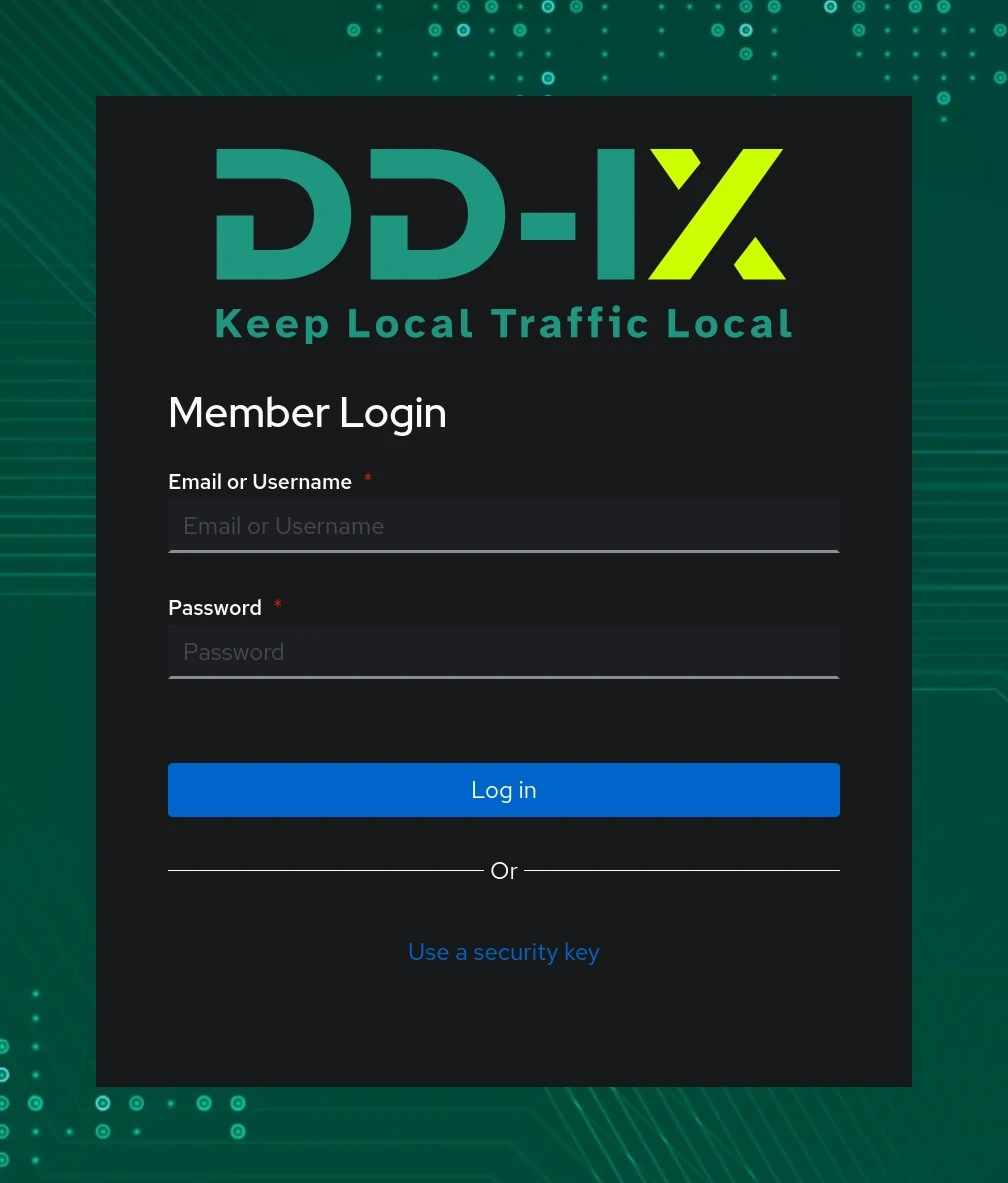 DD-IX
Keep Local Traffic Local
Member Login
Email or Username *
Email or Username
Password *
Password
Log in
Or
Use a security key